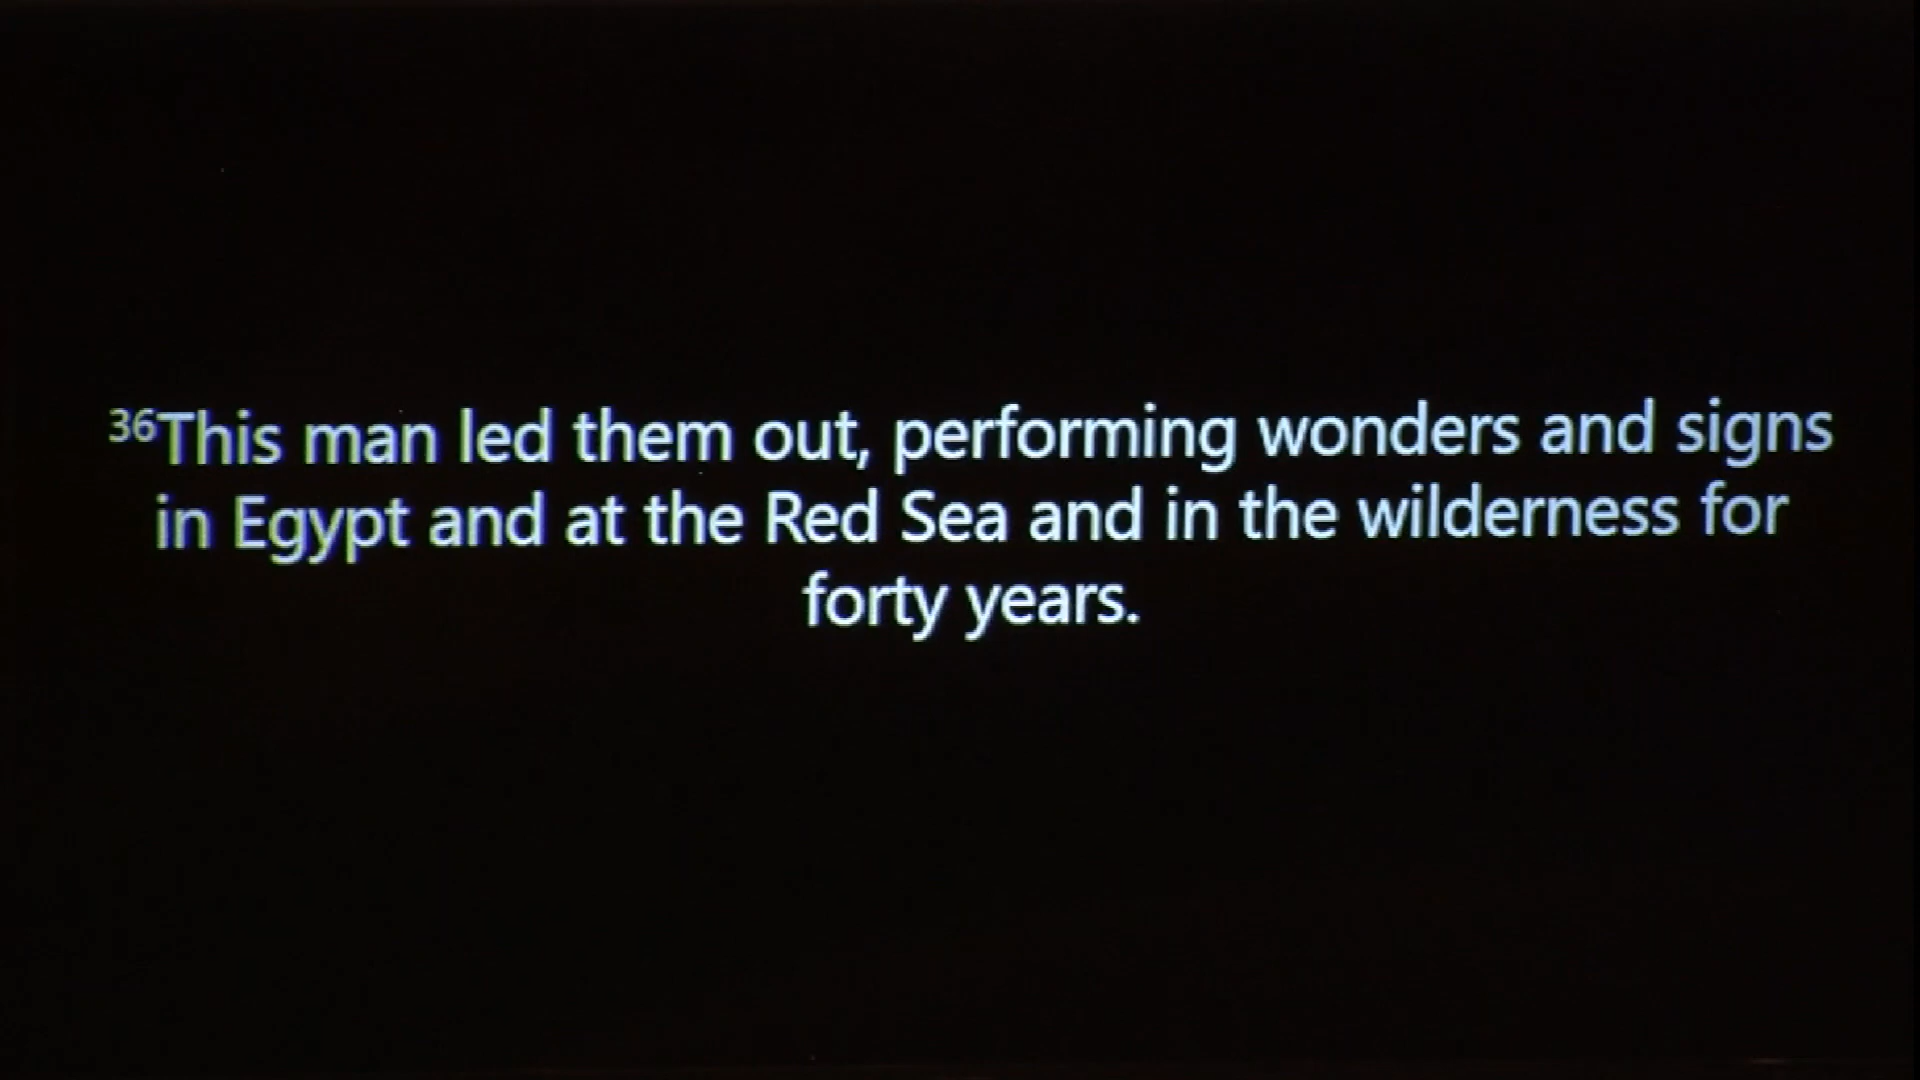 36This man led them out, performing wonders and signs
in Egypt and at the Red Sea and in the wilderness for
forty years.